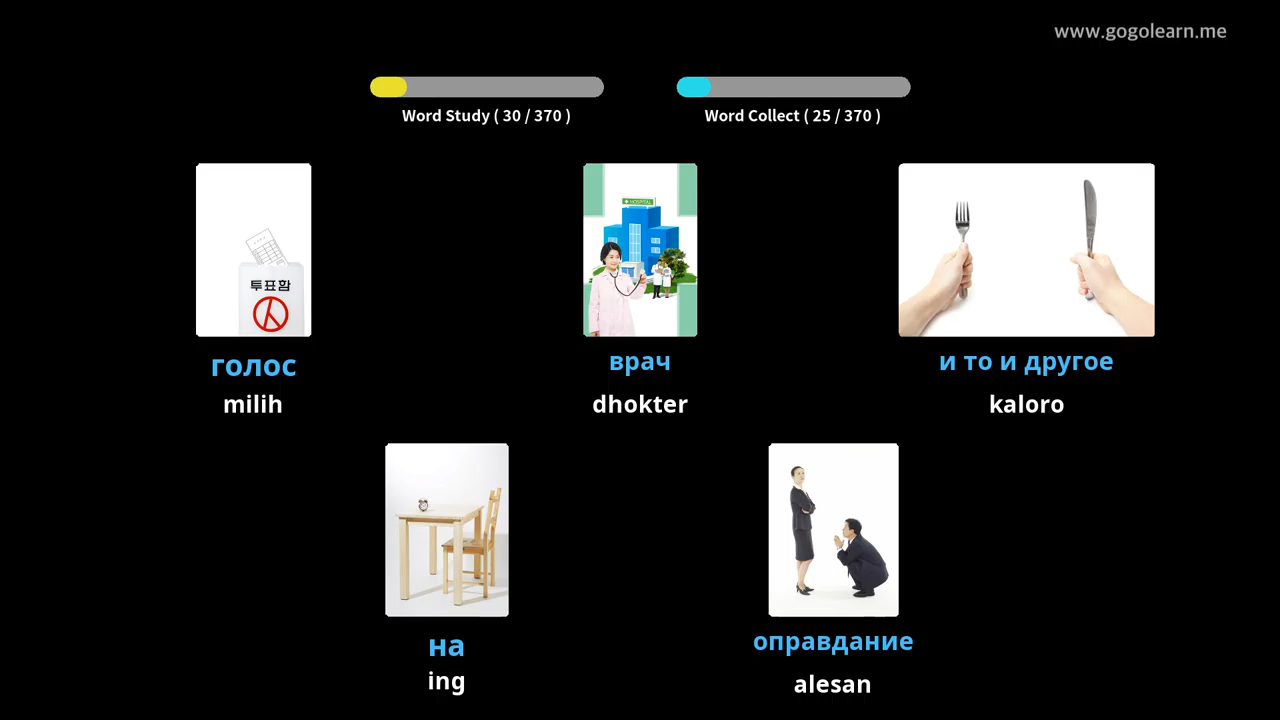 www.gogolearn.me
Word Study ( 30 / 370 )
Word Collect ( 25 / 370 )
투표함
HOSPITAL
голос
milih
врач
dhokter
и то и другое
kaloro
на
ing
оправдание
alesan